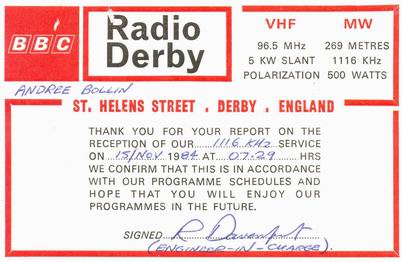 BBC
Radio
Derby
VHF MW
96.5 MHz 269 METRES
5 KW SLANT 1116 KHz
POLARIZATION 500 WATTS
ANDREE BOLLIN
ST. HELENS STREET . DERBY . ENGLAND
THANK YOU FOR YOUR REPORT ON THE
RECEPTION OF OUR 1116 KHz SERVICE
ON 15/NOV 1984 AT 07.29 HRS
WE CONFIRM THAT THIS IS IN ACCORDANCE
WITH OUR PROGRAMME SCHEDULES AND
HOPE THAT YOU WILL ENJOY OUR
PROGRAMMES IN THE FUTURE.
SIGNED R
(ENGINEER-IN-CHARGE).